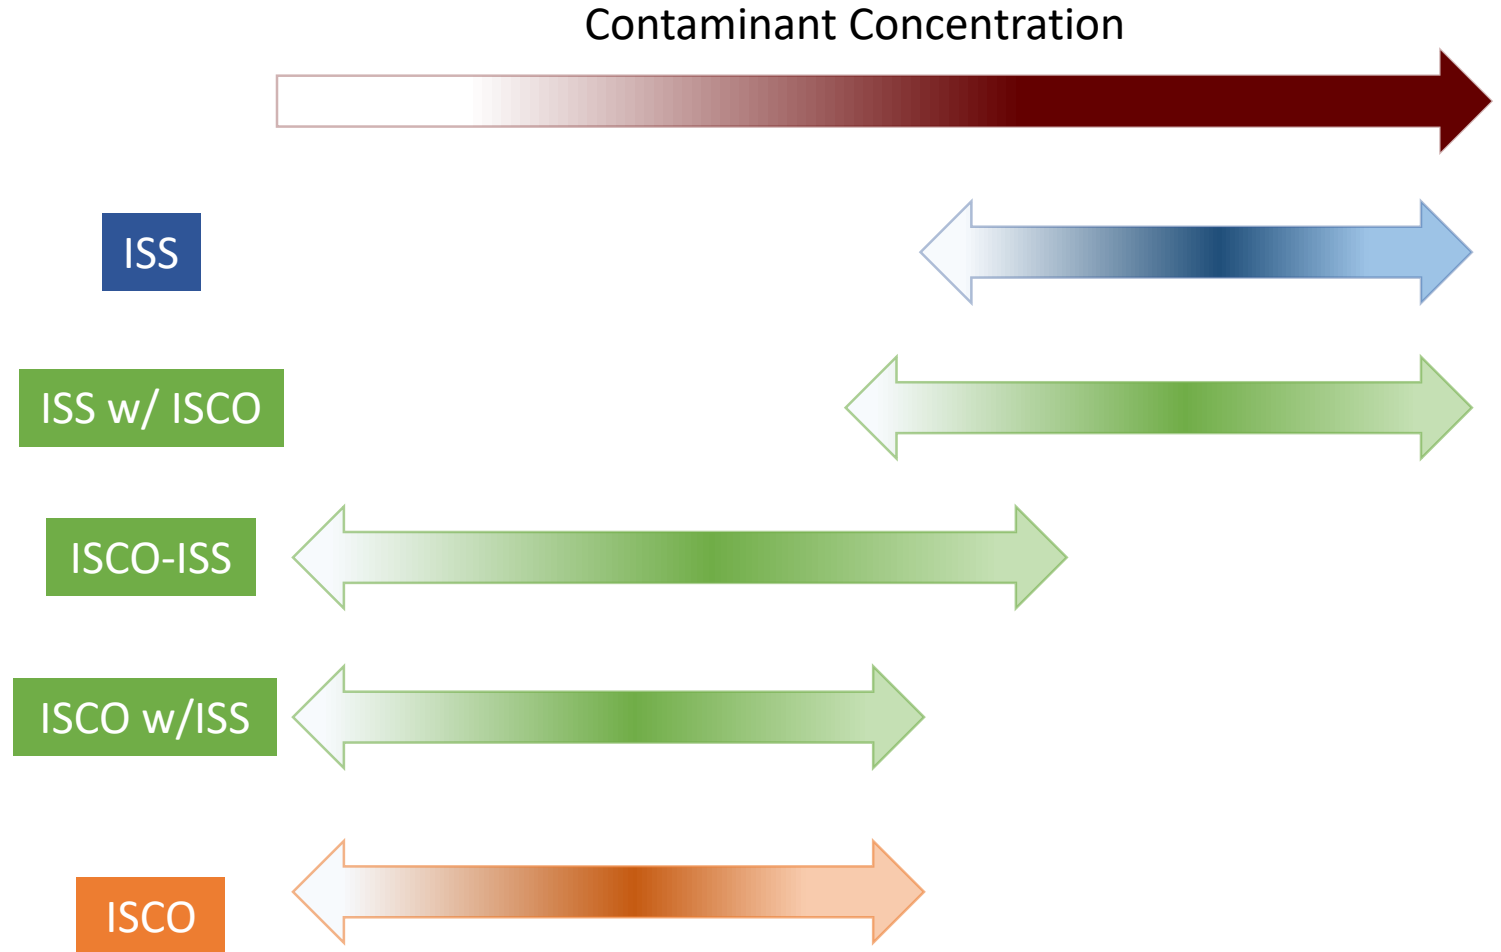 Contaminant Concentration
ISS
ISS w/ ISCO
ISCO-ISS
ISCO w/ISS
ISCO